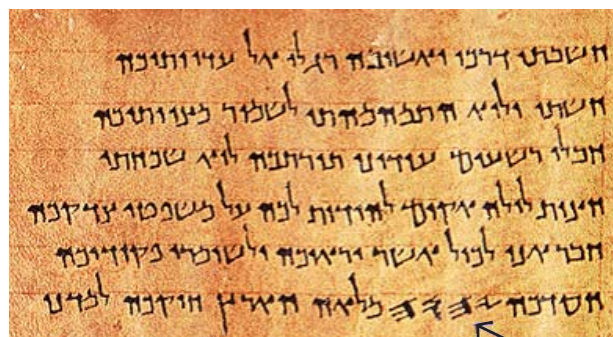 חשבתי דרכי ואשיבה רגלי אל עדוותיכה
חשתי ולוא התמהמהתי לשמור מצוותיכה
חבלי רשעים עודוני תורתכה לוא שכחתי
חצות לילה אקום להודות לכה על משפטי צדקכה
חבר אני לכול אשר יראוכה ולשומרי פקודיכה
חסדכה 𐤉𐤄𐤅𐤄 מלאה הארץ חוקיכה למדני